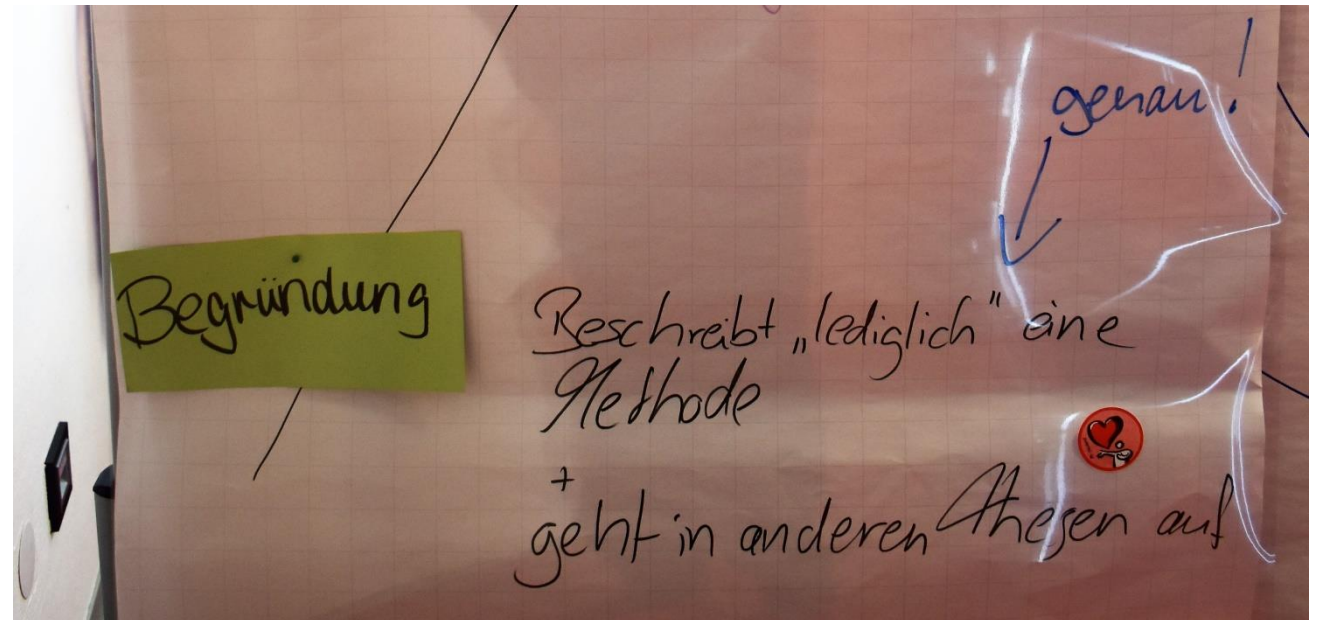 genau!
Begründung
Beschreibt „lediglich" eine
Methode
+
geht in anderen Thesen auf